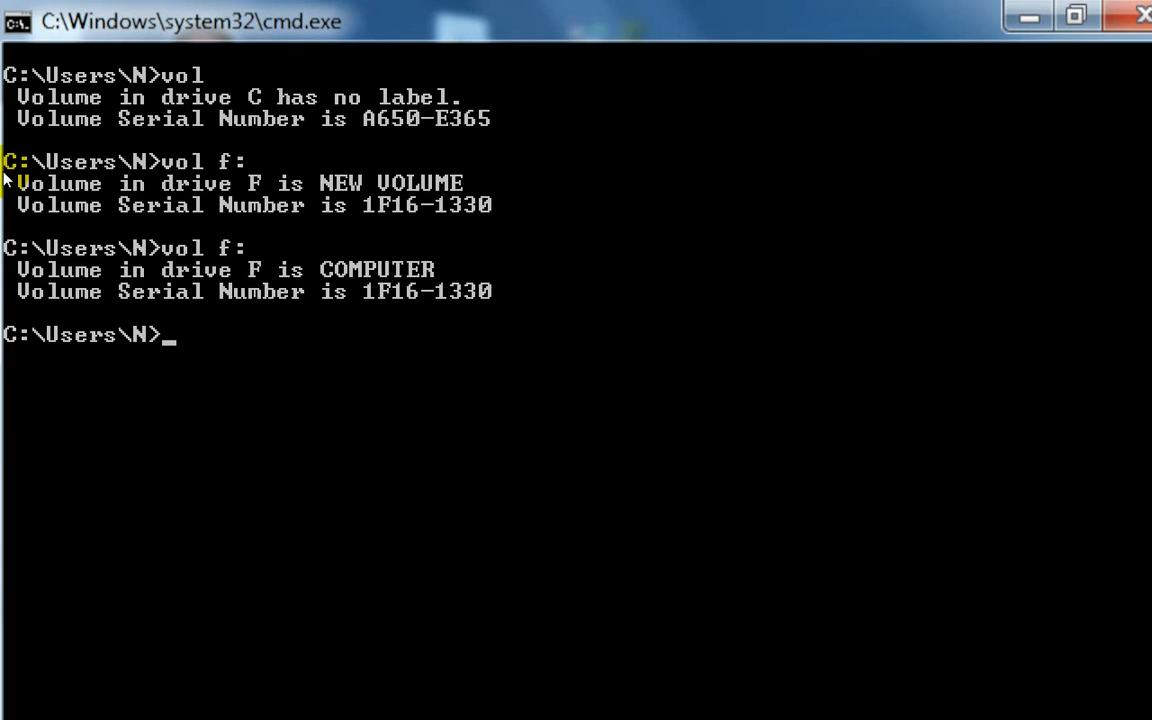 C:\Windows\system32\cmd.exe
C:\Users\N>vol
Volume in drive C has no label.
Volume Serial Number is A650-E365
C:\Users\N>vol f:
Volume in drive F is NEW VOLUME
Volume Serial Number is 1F16-1330
C:\Users\N>vol f:
Volume in drive F is COMPUTER
Volume Serial Number is 1F16-1330
C:\Users\N>_